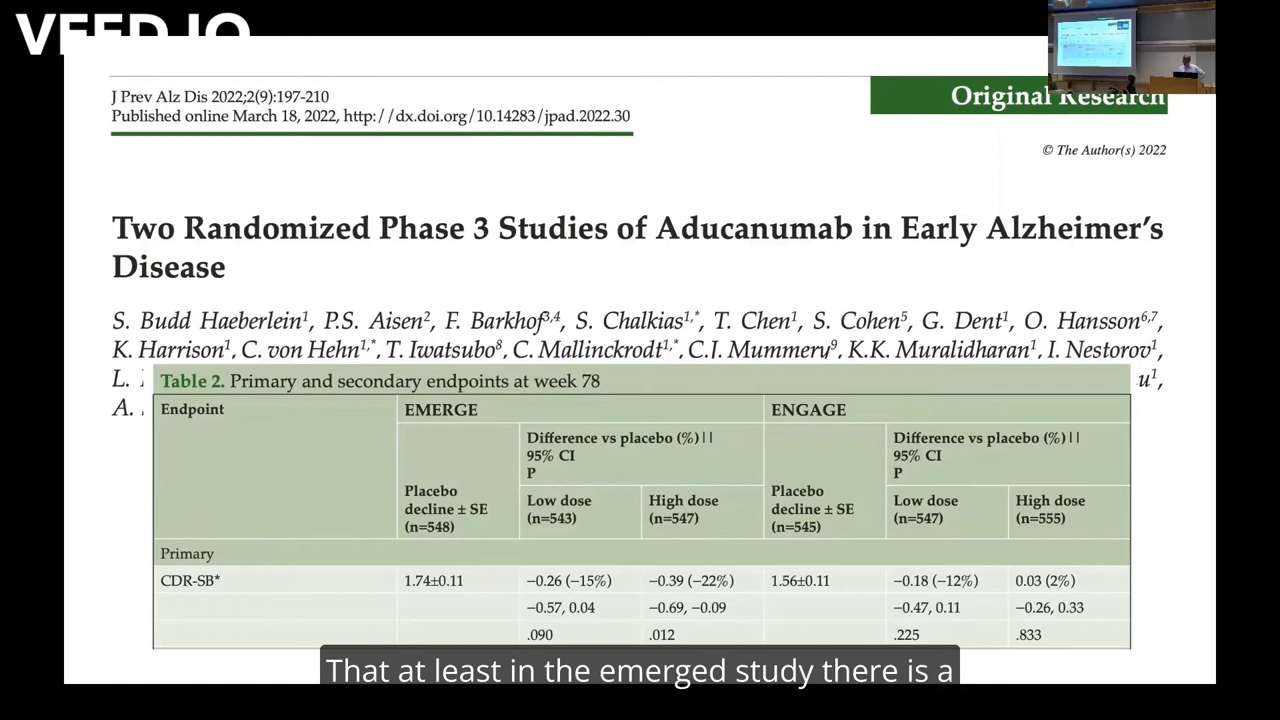 VEED.IO
J Prev Alz Dis 2022;2(9):197-210
Published online March 18, 2022, http://dx.doi.org/10.14283/jpad.2022.30
Original Research
© The Author(s) 2022
Two Randomized Phase 3 Studies of Aducanumab in Early Alzheimer's
Disease
S. Budd Haeberlein¹, P.S. Aisen², F. Barkhof³,⁴, S. Chalkias¹,*, T. Chen¹, S. Cohen⁵, G. Dent¹, O. Hansson⁶,⁷,
K. Harrison¹, C. von Hehn¹,*, T. Iwatsubo⁸, C. Mallinckrodt¹,*, C.J. Mummery⁹, K.K. Muralidharan¹, I. Nestorov¹,
L. u¹,
A.
Table 2. Primary and secondary endpoints at week 78
Endpoint EMERGE ENGAGE
Difference vs placebo (%)|| Difference vs placebo (%)||
95% CI 95% CI
P P
Placebo decline ± SE (n=548) Low dose (n=543) High dose (n=547) Placebo decline ± SE (n=545) Low dose (n=547) High dose (n=555)
Primary
CDR-SB* 1.74±0.11 −0.26 (−15%) −0.39 (−22%) 1.56±0.11 −0.18 (−12%) 0.03 (2%)
−0.57, 0.04 −0.69, −0.09 −0.47, 0.11 −0.26, 0.33
.090 .012 .225 .833
That at least in the emerged study there is a